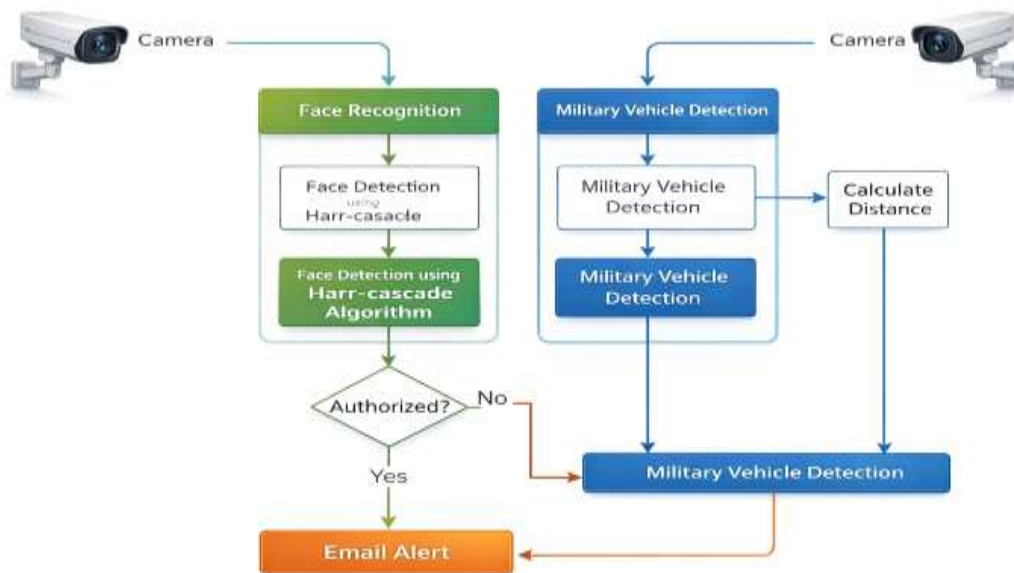 Camera
Camera
Face Recognition
Face Detection
using
Harr-casacle
Face Detection using
Harr-cascade
Algorithm
Authorized?
No
Yes
Email Alert
Military Vehicle Detection
Military Vehicle
Detection
Calculate
Distance
Military Vehicle
Detection
Military Vehicle Detection